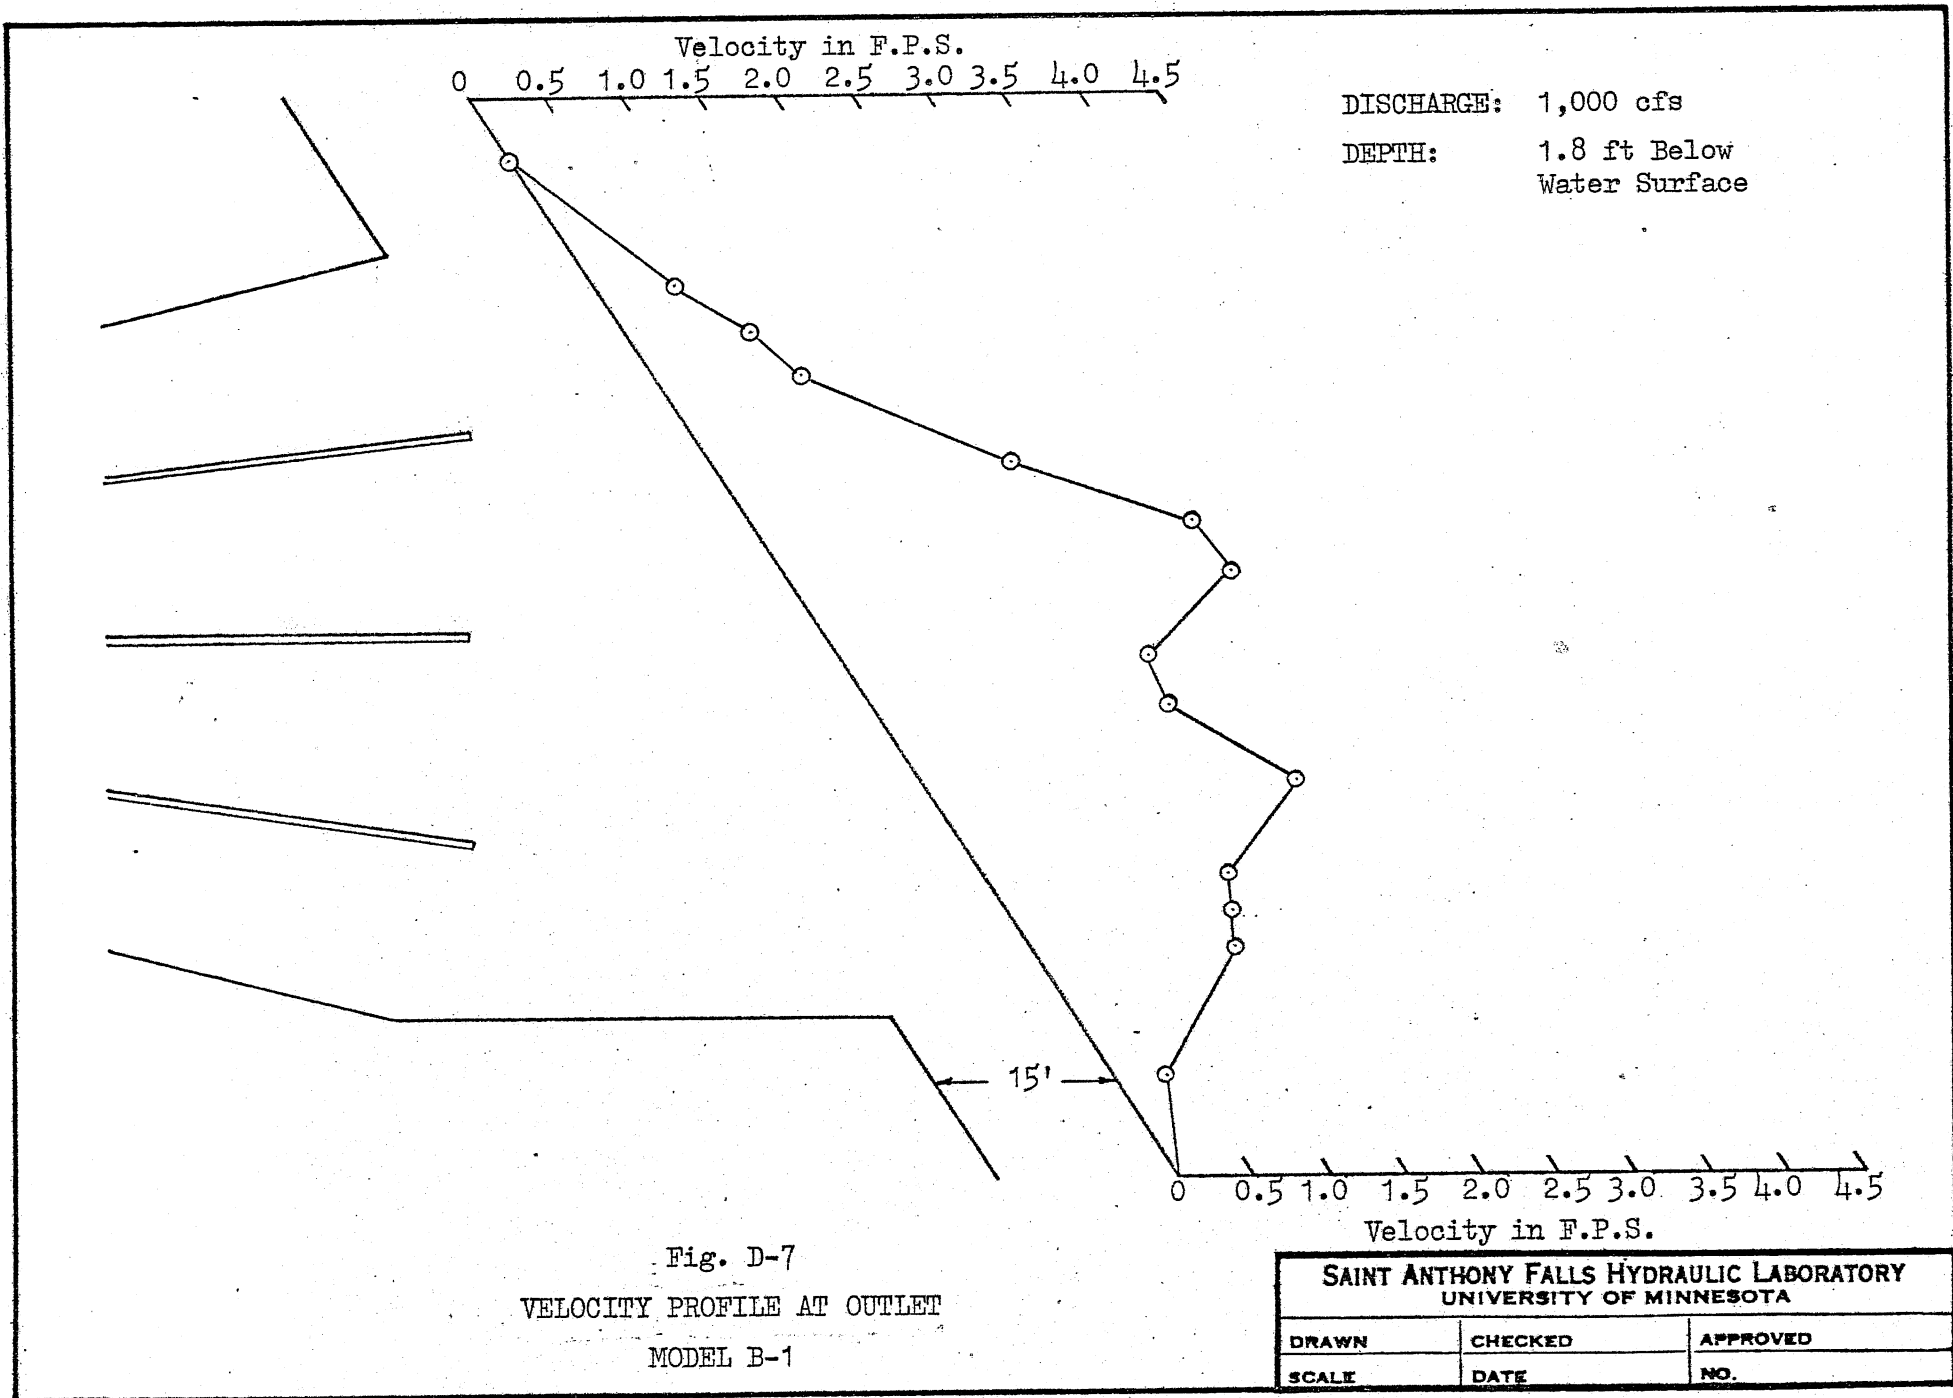 Velocity in F.P.S.
0 0.5 1.0 1.5 2.0 2.5 3.0 3.5 4.0 4.5
DISCHARGE: 1,000 cfs
DEPTH: 1.8 ft Below
Water Surface
15'
0 0.5 1.0 1.5 2.0 2.5 3.0 3.5 4.0 4.5
Velocity in F.P.S.
Fig. D-7
VELOCITY PROFILE AT OUTLET
MODEL B-1
SAINT ANTHONY FALLS HYDRAULIC LABORATORY
UNIVERSITY OF MINNESOTA
DRAWN CHECKED APPROVED
SCALE DATE NO.